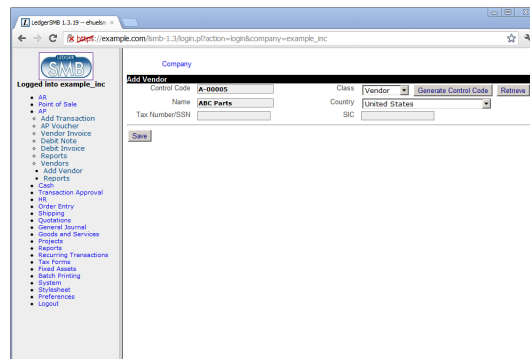 LedgerSMB 1.3.19 -- ehuelsm
https://example.com/lsmb-1.3/login.pl?action=login&company=example_inc
LEDGER
SMB
Logged into example_inc
AR
Point of Sale
AP
Add Transaction
AP Voucher
Vendor Invoice
Debit Note
Debit Invoice
Reports
Vendors
Add Vendor
Reports
Cash
Transaction Approval
HR
Order Entry
Shipping
Quotations
General Journal
Goods and Services
Projects
Reports
Recurring Transactions
Tax Forms
Fixed Assets
Batch Printing
System
Stylesheet
Preferences
Logout
Company
Add Vendor
Control Code A-00005 Class Vendor Generate Control Code Retrieve
Name ABC Parts Country United States
Tax Number/SSN SIC
Save